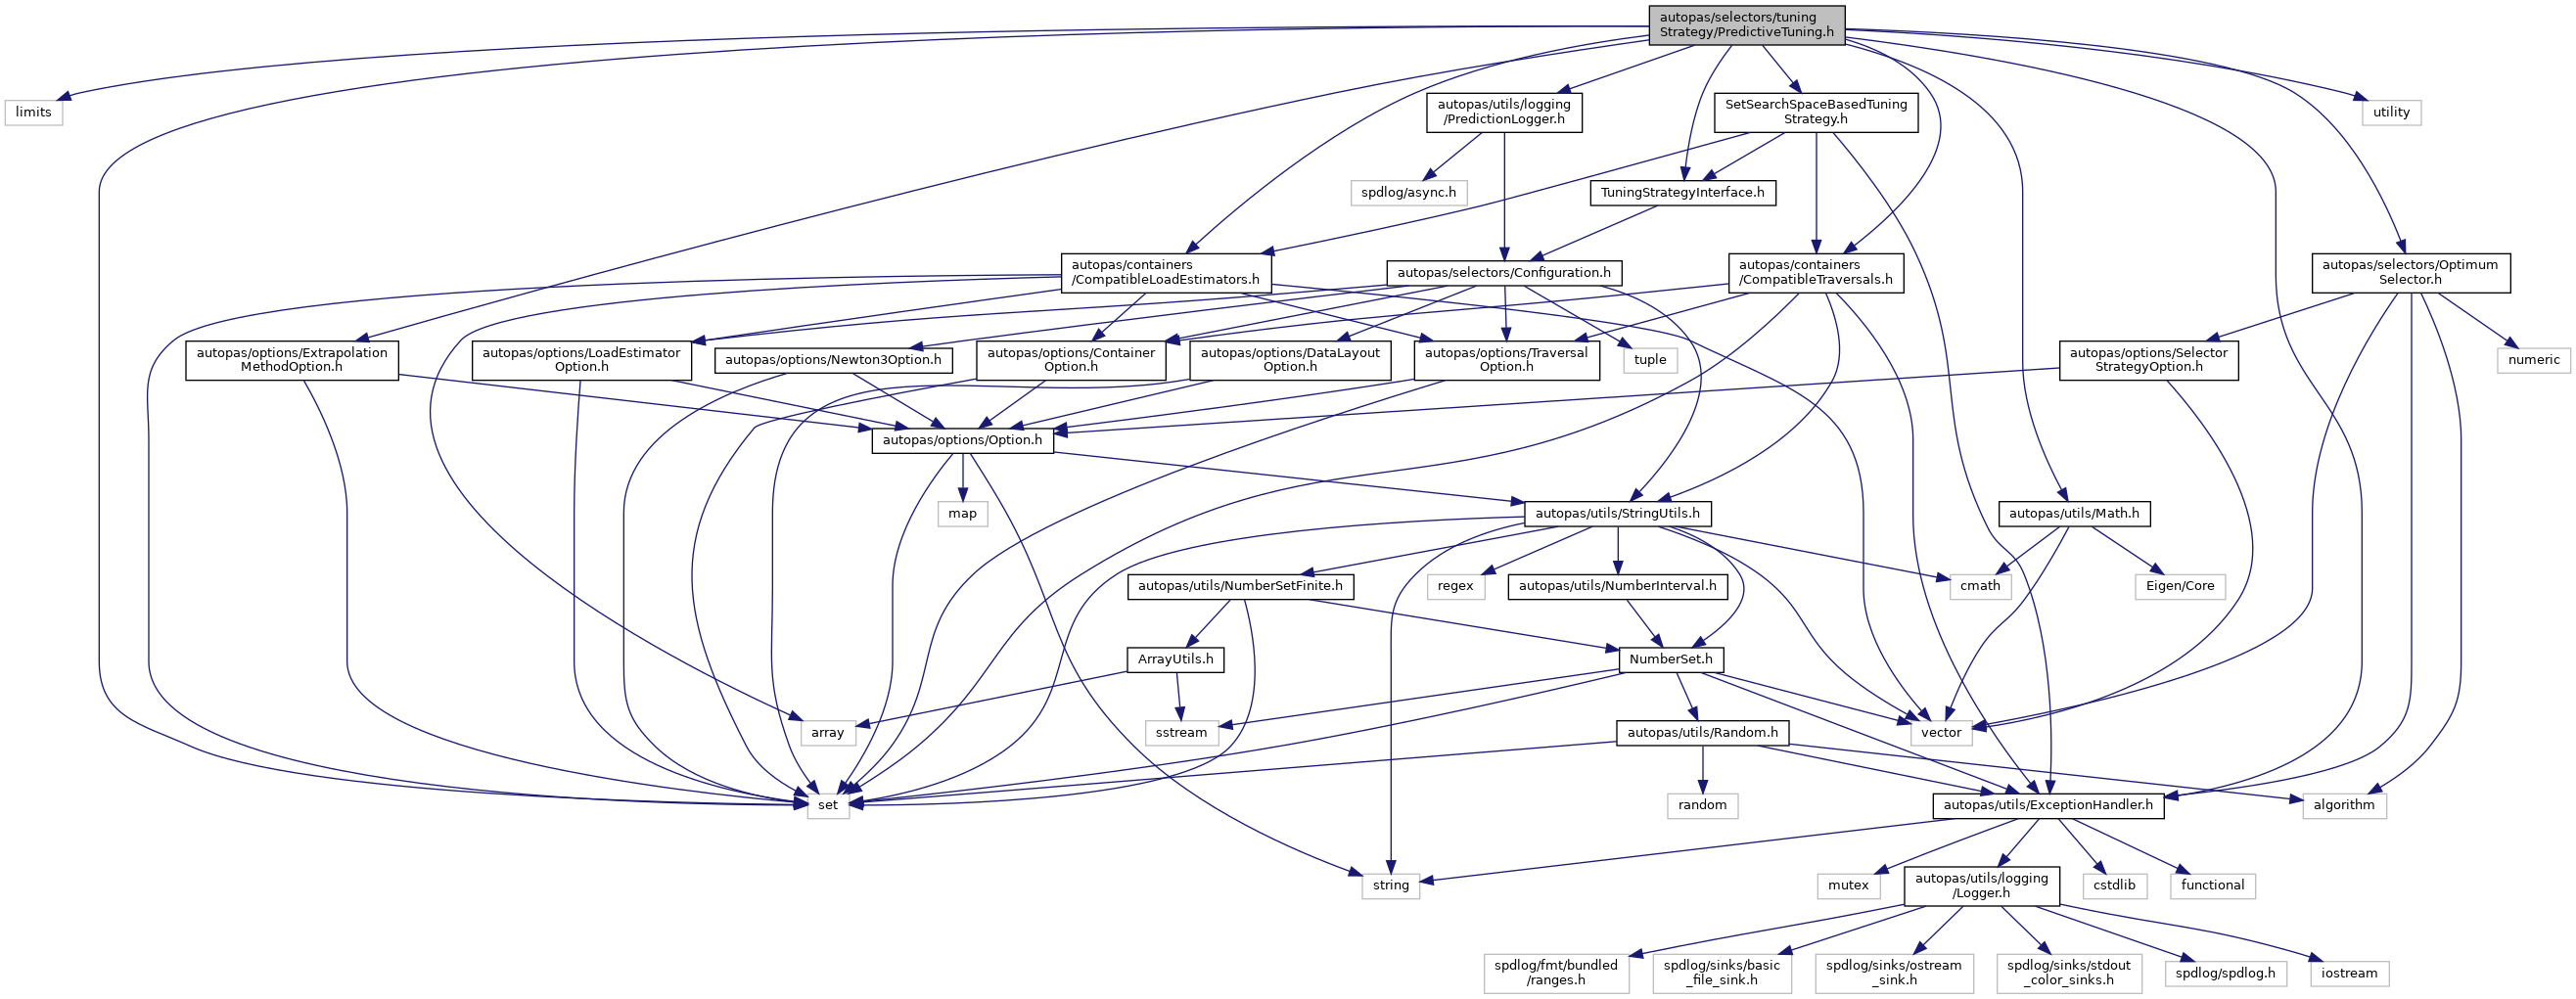 autopas/selectors/tuning
Strategy/PredictiveTuning.h
limits
autopas/utils/logging
/PredictionLogger.h
SetSearchSpaceBasedTuning
Strategy.h
utility
spdlog/async.h
TuningStrategyInterface.h
autopas/containers
/CompatibleLoadEstimators.h
autopas/selectors/Configuration.h
autopas/containers
/CompatibleTraversals.h
autopas/selectors/Optimum
Selector.h
autopas/options/Extrapolation
MethodOption.h
autopas/options/LoadEstimator
Option.h
autopas/options/Newton3Option.h
autopas/options/Container
Option.h
autopas/options/DataLayout
Option.h
autopas/options/Traversal
Option.h
tuple
autopas/options/Selector
StrategyOption.h
numeric
autopas/options/Option.h
map
autopas/utils/StringUtils.h
autopas/utils/Math.h
autopas/utils/NumberSetFinite.h
regex
autopas/utils/NumberInterval.h
cmath
Eigen/Core
ArrayUtils.h
NumberSet.h
array
sstream
autopas/utils/Random.h
vector
set
random
autopas/utils/ExceptionHandler.h
algorithm
string
mutex
autopas/utils/logging
/Logger.h
cstdlib
functional
spdlog/fmt/bundled
/ranges.h
spdlog/sinks/basic
_file_sink.h
spdlog/sinks/ostream
_sink.h
spdlog/sinks/stdout
_color_sinks.h
spdlog/spdlog.h
iostream